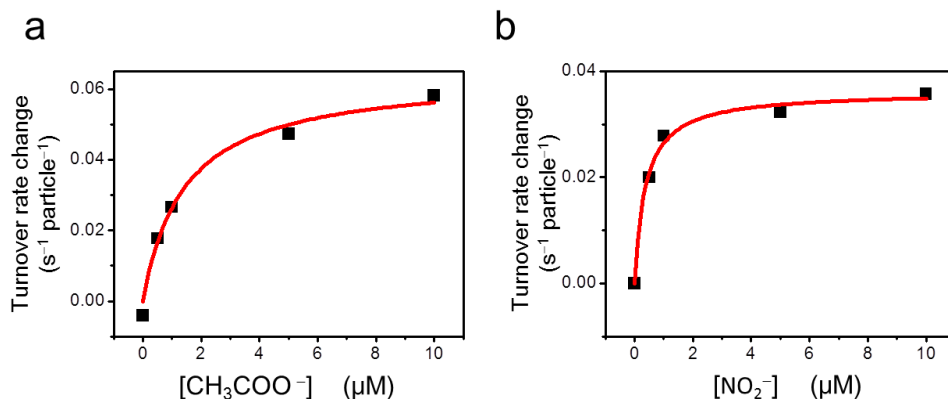 a
Turnover rate change
(s⁻¹ particle⁻¹)
0.06
0.04
0.02
0.00
0 2 4 6 8 10
[CH₃COO⁻] (µM)
b
Turnover rate change
(s⁻¹ particle⁻¹)
0.04
0.02
0.00
0 2 4 6 8 10
[NO₂⁻] (µM)